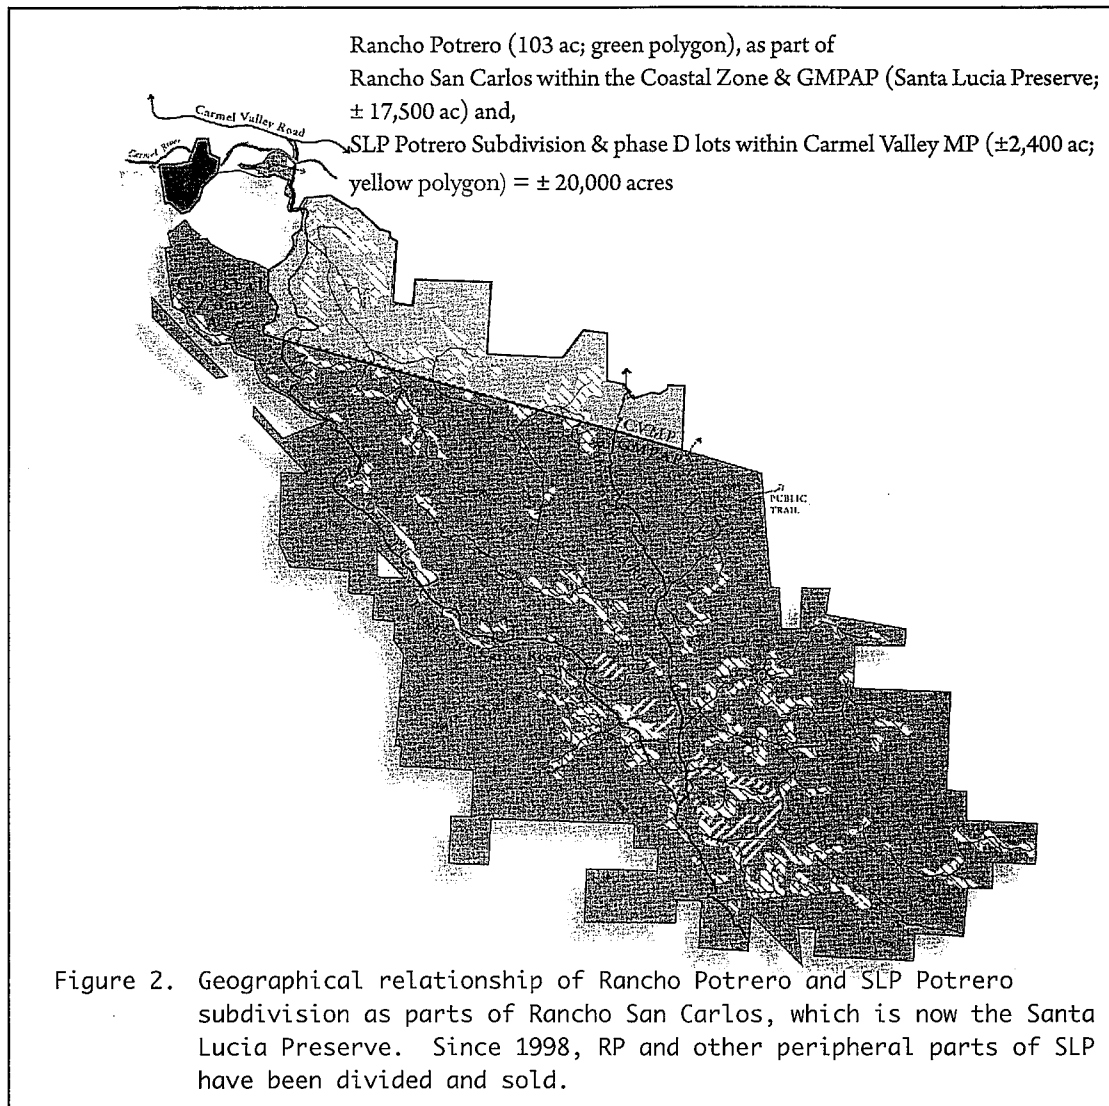 Rancho Potrero (103 ac; green polygon), as part of
Rancho San Carlos within the Coastal Zone & GMPAP (Santa Lucia Preserve;
± 17,500 ac) and,
SLP Potrero Subdivision & phase D lots within Carmel Valley MP (±2,400 ac;
yellow polygon) = ± 20,000 acres
Carmel Valley Road
Carmel River
PUBLIC
TRAIL
Figure 2. Geographical relationship of Rancho Potrero and SLP Potrero
subdivision as parts of Rancho San Carlos, which is now the Santa
Lucia Preserve. Since 1998, RP and other peripheral parts of SLP
have been divided and sold.